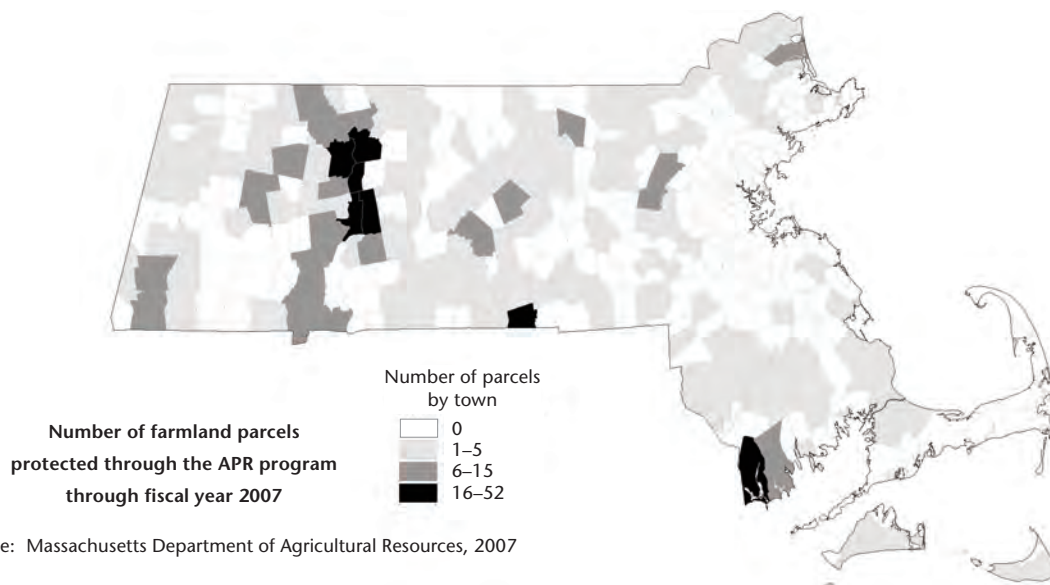 Number of parcels
by town
0
1–5
6–15
16–52
Number of farmland parcels
protected through the APR program
through fiscal year 2007
e: Massachusetts Department of Agricultural Resources, 2007